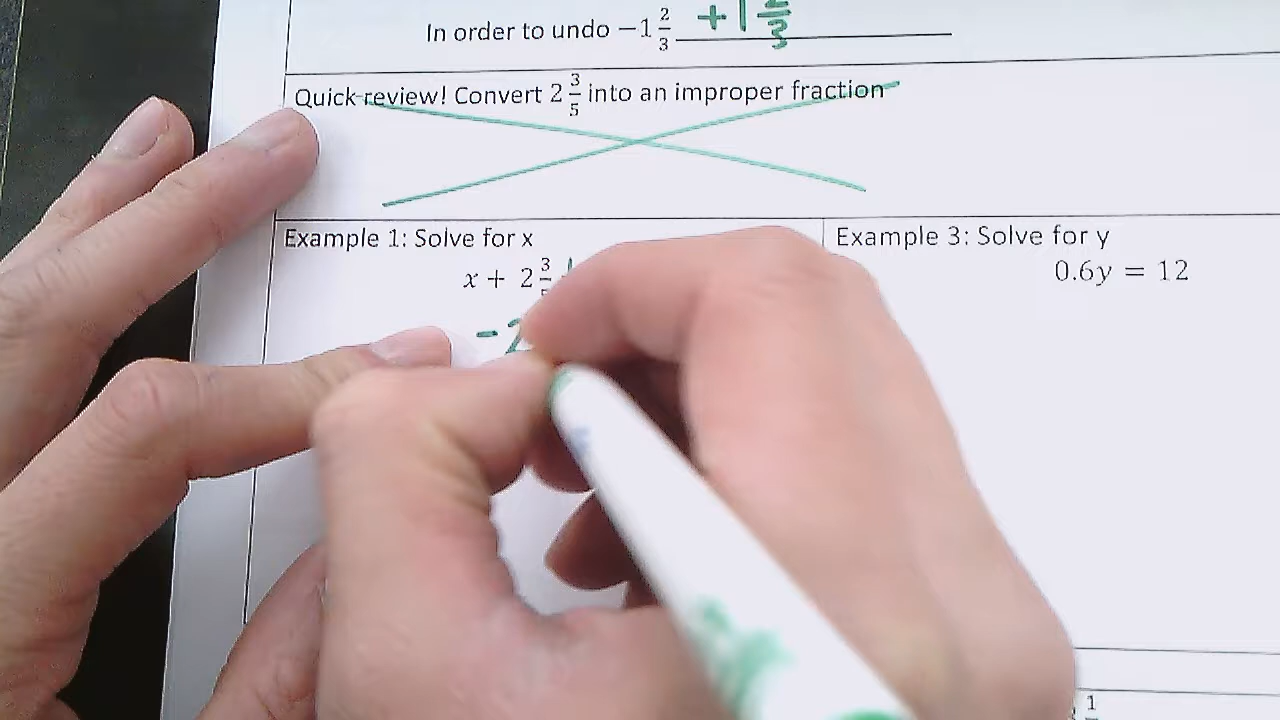 In order to undo −1 2/3 + 1 2/3
Quick review! Convert 2 3/5 into an improper fraction
Example 1: Solve for x
x + 2 3/
- 2
Example 3: Solve for y
0.6y = 12
1